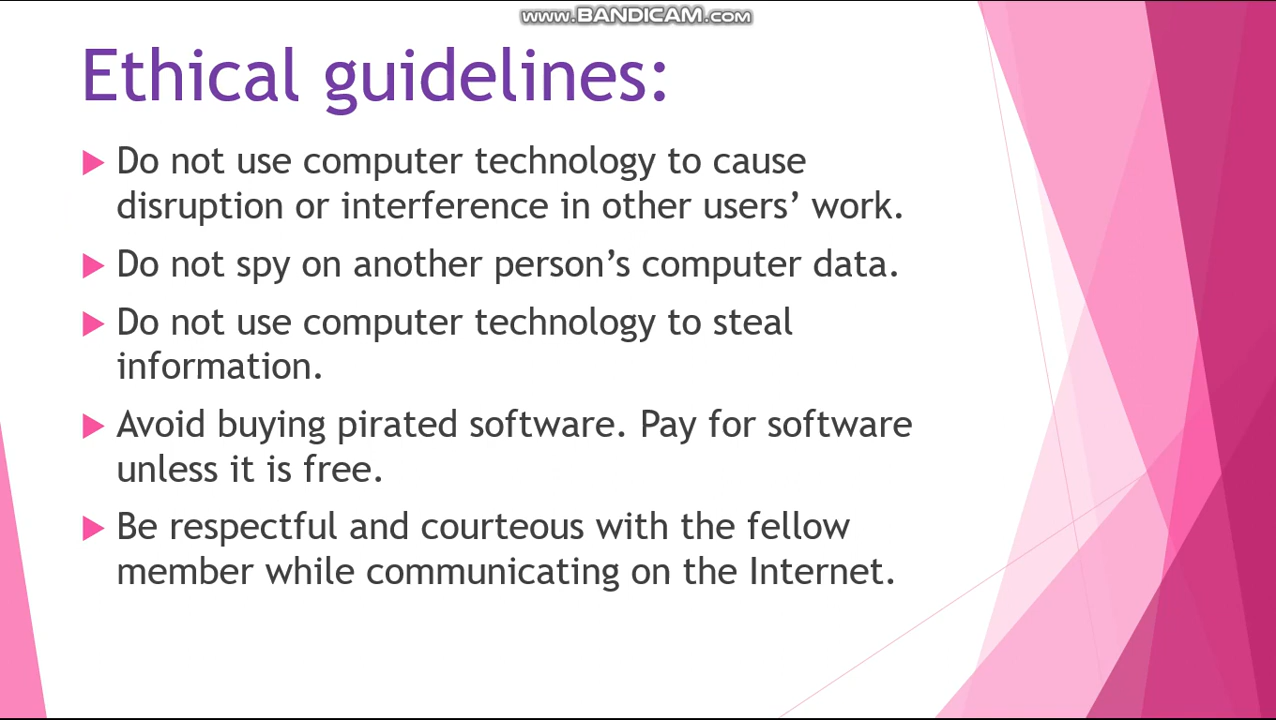 www.BANDICAM.com
Ethical guidelines:
Do not use computer technology to cause
disruption or interference in other users’ work.
Do not spy on another person’s computer data.
Do not use computer technology to steal
information.
Avoid buying pirated software. Pay for software
unless it is free.
Be respectful and courteous with the fellow
member while communicating on the Internet.